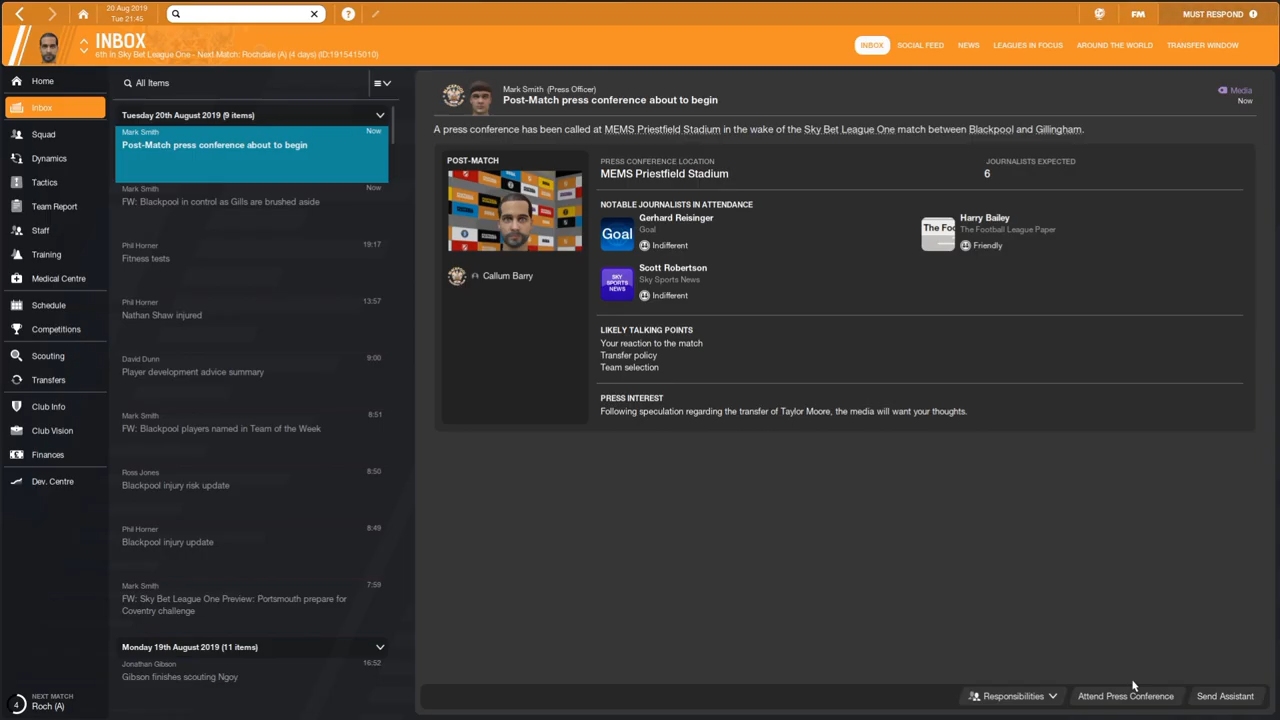 20 Aug 2019
Tue 21:45
FM
MUST RESPOND
INBOX
6th in Sky Bet League One - Next Match: Rochdale (A) (4 days) (ID:1915415010)
INBOX
SOCIAL FEED
NEWS
LEAGUES IN FOCUS
AROUND THE WORLD
TRANSFER WINDOW
Home
Inbox
Squad
Dynamics
Tactics
Team Report
Staff
Training
Medical Centre
Schedule
Competitions
Scouting
Transfers
Club Info
Club Vision
Finances
Dev. Centre
NEXT MATCH
4 Roch (A)
All Items
Tuesday 20th August 2019 (9 items)
Mark Smith Now
Post-Match press conference about to begin
Mark Smith Now
FW: Blackpool in control as Gills are brushed aside
Phil Horner 19:17
Fitness tests
Phil Horner 13:57
Nathan Shaw injured
David Dunn 9:00
Player development advice summary
Mark Smith 8:51
FW: Blackpool players named in Team of the Week
Ross Jones 8:50
Blackpool injury risk update
Phil Horner 8:49
Blackpool injury update
Mark Smith 7:59
FW: Sky Bet League One Preview: Portsmouth prepare for
Coventry challenge
Monday 19th August 2019 (11 items)
Jonathan Gibson 16:52
Gibson finishes scouting Ngoy
Mark Smith (Press Officer)
Post-Match press conference about to begin
Media
Now
A press conference has been called at MEMS Priestfield Stadium in the wake of the Sky Bet League One match between Blackpool and Gillingham.
POST-MATCH
Callum Barry
PRESS CONFERENCE LOCATION
MEMS Priestfield Stadium
JOURNALISTS EXPECTED
6
NOTABLE JOURNALISTS IN ATTENDANCE
Goal
Gerhard Reisinger
Goal
Indifferent
The Foo
Harry Bailey
The Football League Paper
Friendly
SKY
SPORTS
NEWS
Scott Robertson
Sky Sports News
Indifferent
LIKELY TALKING POINTS
Your reaction to the match
Transfer policy
Team selection
PRESS INTEREST
Following speculation regarding the transfer of Taylor Moore, the media will want your thoughts.
Responsibilities
Attend Press Conference
Send Assistant